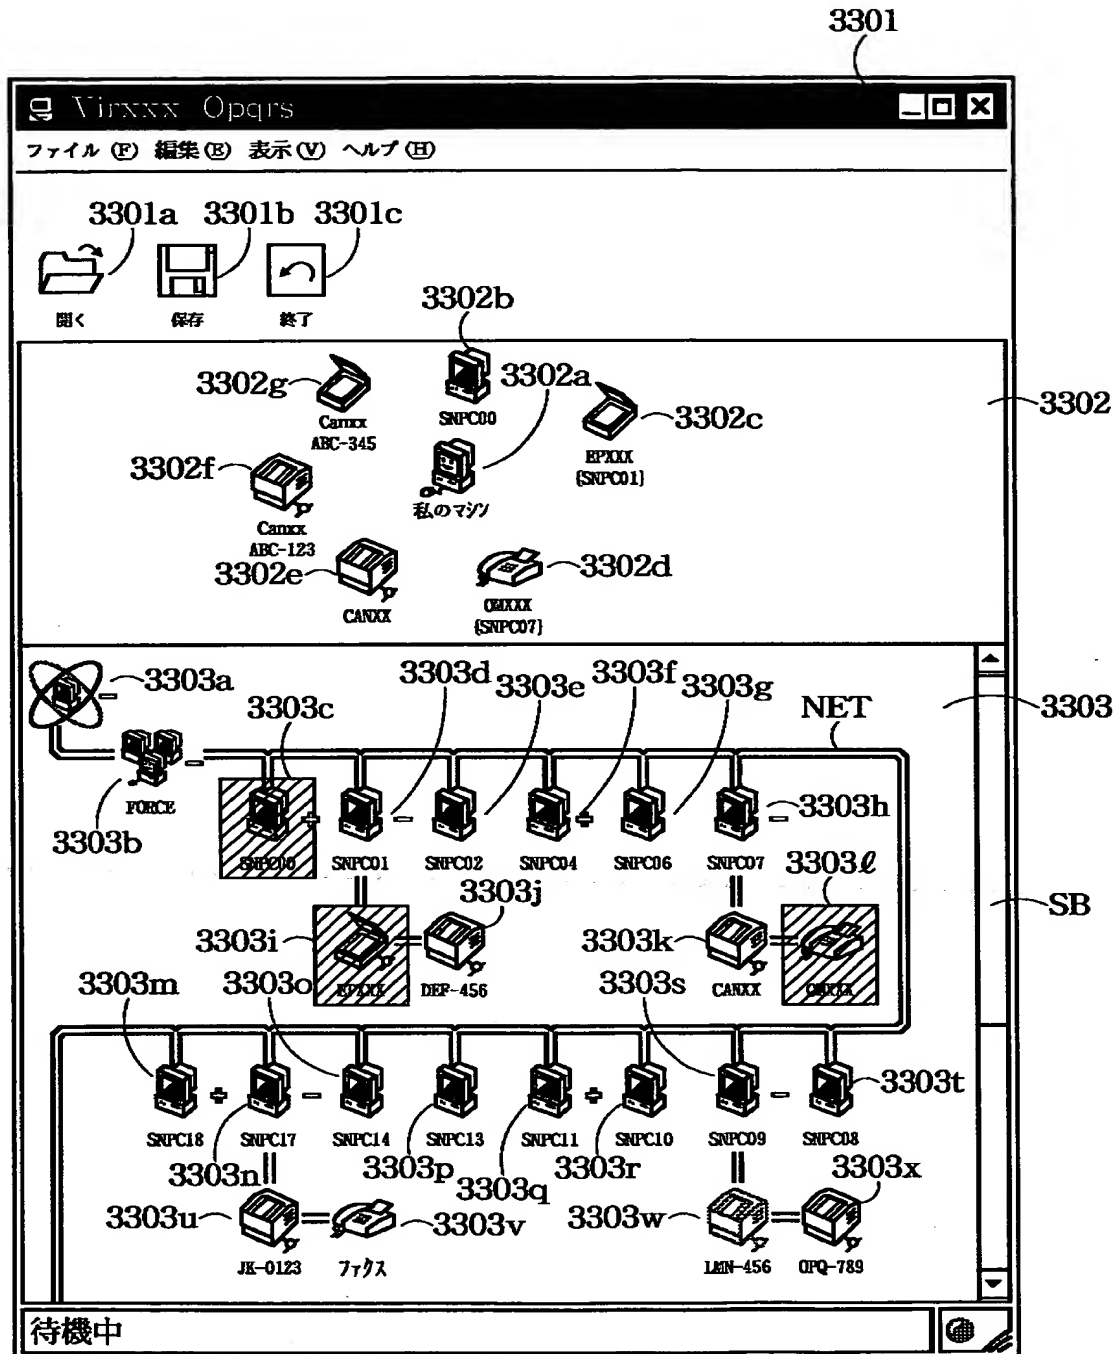 3301
Virxxx Opqrs
ファイル (F) 編集(E) 表示(V) ヘルプ(H)
3301a 3301b 3301c
開く 保存 終了
3302b
3302g 3302a
3302c 3302
Canxx ABC-345
SNPC00
EPXXX [SNPC01]
3302f
私のマシン
Canxx ABC-123
3302e 3302d
CANXX
OMXXX [SNPC07]
3303a 3303d 3303e 3303f 3303g
3303c NET 3303
FORCE
3303b 3303h
SNPC00 SNPC01 SNPC02 SNPC04 SNPC06 SNPC07
3303j 3303ℓ
SB
3303i 3303k
EPXXX DEF-456 CANXX OMXXX
3303m 3303o 3303s
3303t
SNPC18 SNPC17 SNPC14 SNPC13 SNPC11 SNPC10 SNPC09 SNPC08
3303n 3303p 3303q 3303r 3303x
3303u 3303v 3303w
JK-0123 ファクス LMN-456 OPQ-789
待機中